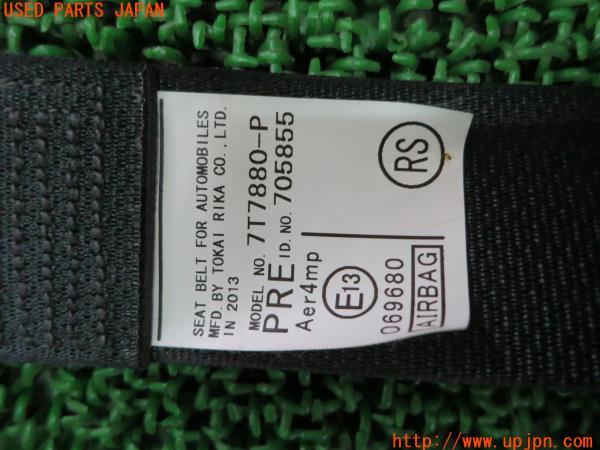 USED PARTS JAPAN
SEAT BELT FOR AUTOMOBILES
MFD. BY TOKAI RIKA CO., LTD.
IN 2013
MODEL NO. 7T7880-P
PRE ID.NO. 705855
Aer4mp
E13
069680
AIRBAG
RS
http://www.upjpn.com/